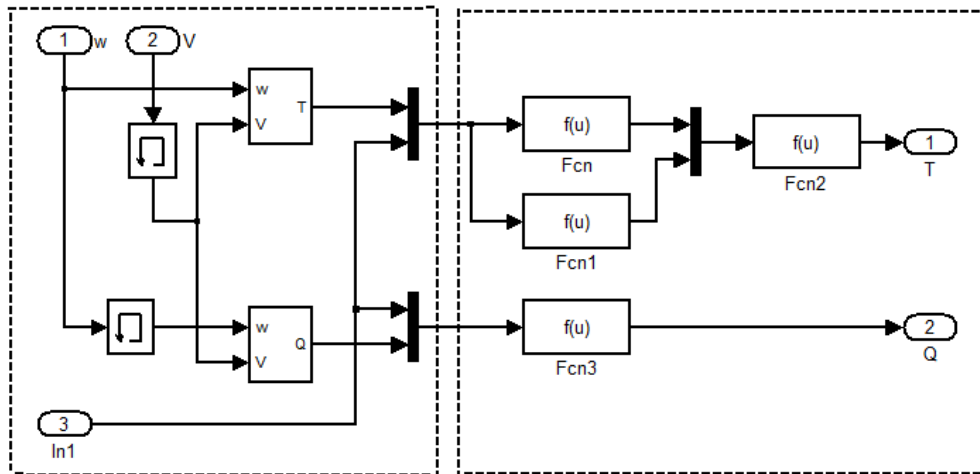 1 w
2 V
w
V
T
f(u)
Fcn
f(u)
Fcn1
f(u)
Fcn2
1
T
w
V
Q
f(u)
Fcn3
2
Q
3
In1